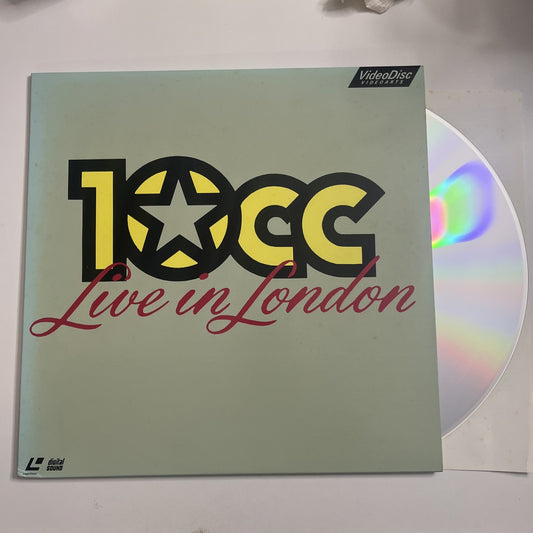 VideoDisc
VIDEOARTS
10cc
Live in London
digital
SOUND